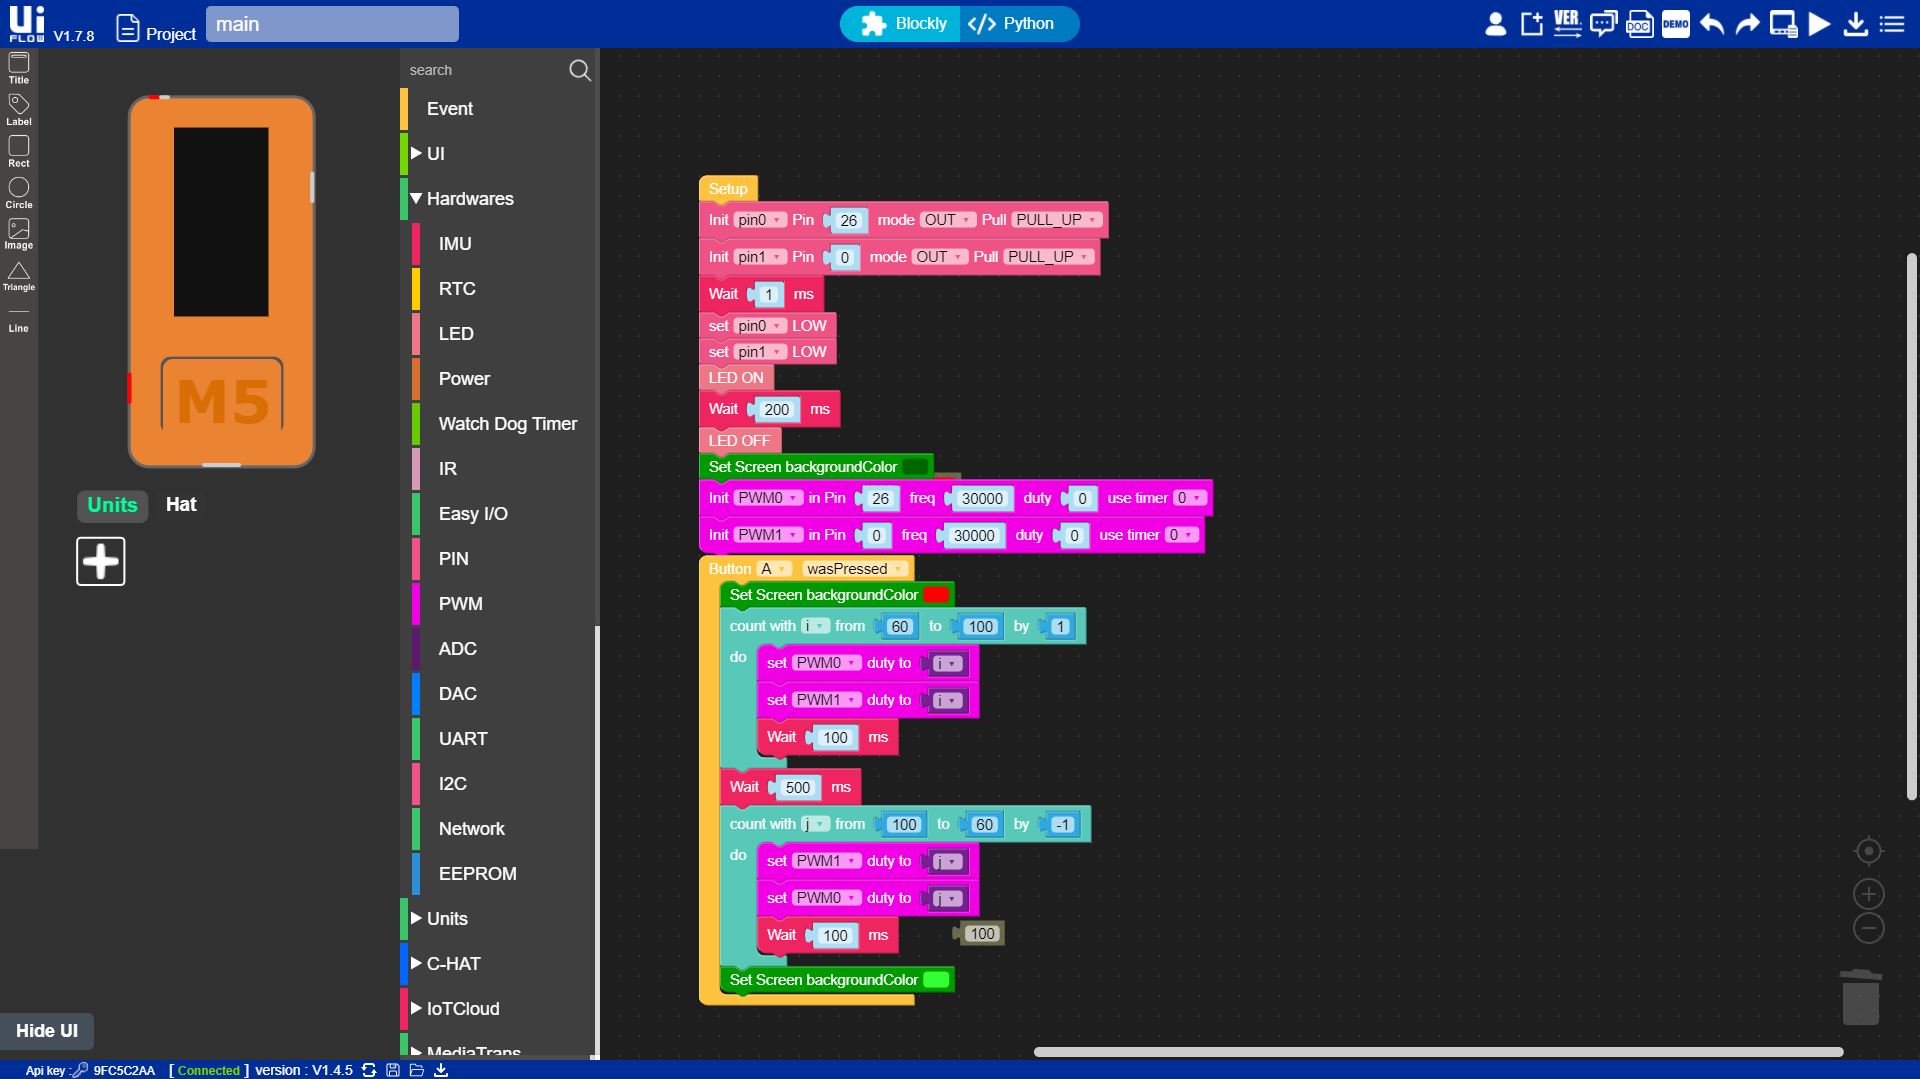 Ui
FLOW
V1.7.8
Project
main
Blockly
</> Python
VER.
DOC
DEMO
Title
Label
Rect
Circle
Image
Triangle
Line
M5
Units
Hat
Hide UI
search
Event
UI
Hardwares
IMU
RTC
LED
Power
Watch Dog Timer
IR
Easy I/O
PIN
PWM
ADC
DAC
UART
I2C
Network
EEPROM
Units
C-HAT
IoTCloud
MediaTrans
Setup
Init pin0 Pin 26 mode OUT Pull PULL_UP
Init pin1 Pin 0 mode OUT Pull PULL_UP
Wait 1 ms
set pin0 LOW
set pin1 LOW
LED ON
Wait 200 ms
LED OFF
Set Screen backgroundColor
Init PWM0 in Pin 26 freq 30000 duty 0 use timer 0
Init PWM1 in Pin 0 freq 30000 duty 0 use timer 0
Button A wasPressed
Set Screen backgroundColor
count with i from 60 to 100 by 1
do set PWM0 duty to i
set PWM1 duty to i
Wait 100 ms
Wait 500 ms
count with j from 100 to 60 by -1
do set PWM1 duty to j
set PWM0 duty to j
Wait 100 ms
100
Set Screen backgroundColor
Api key : 9FC5C2AA [ Connected ] version : V1.4.5